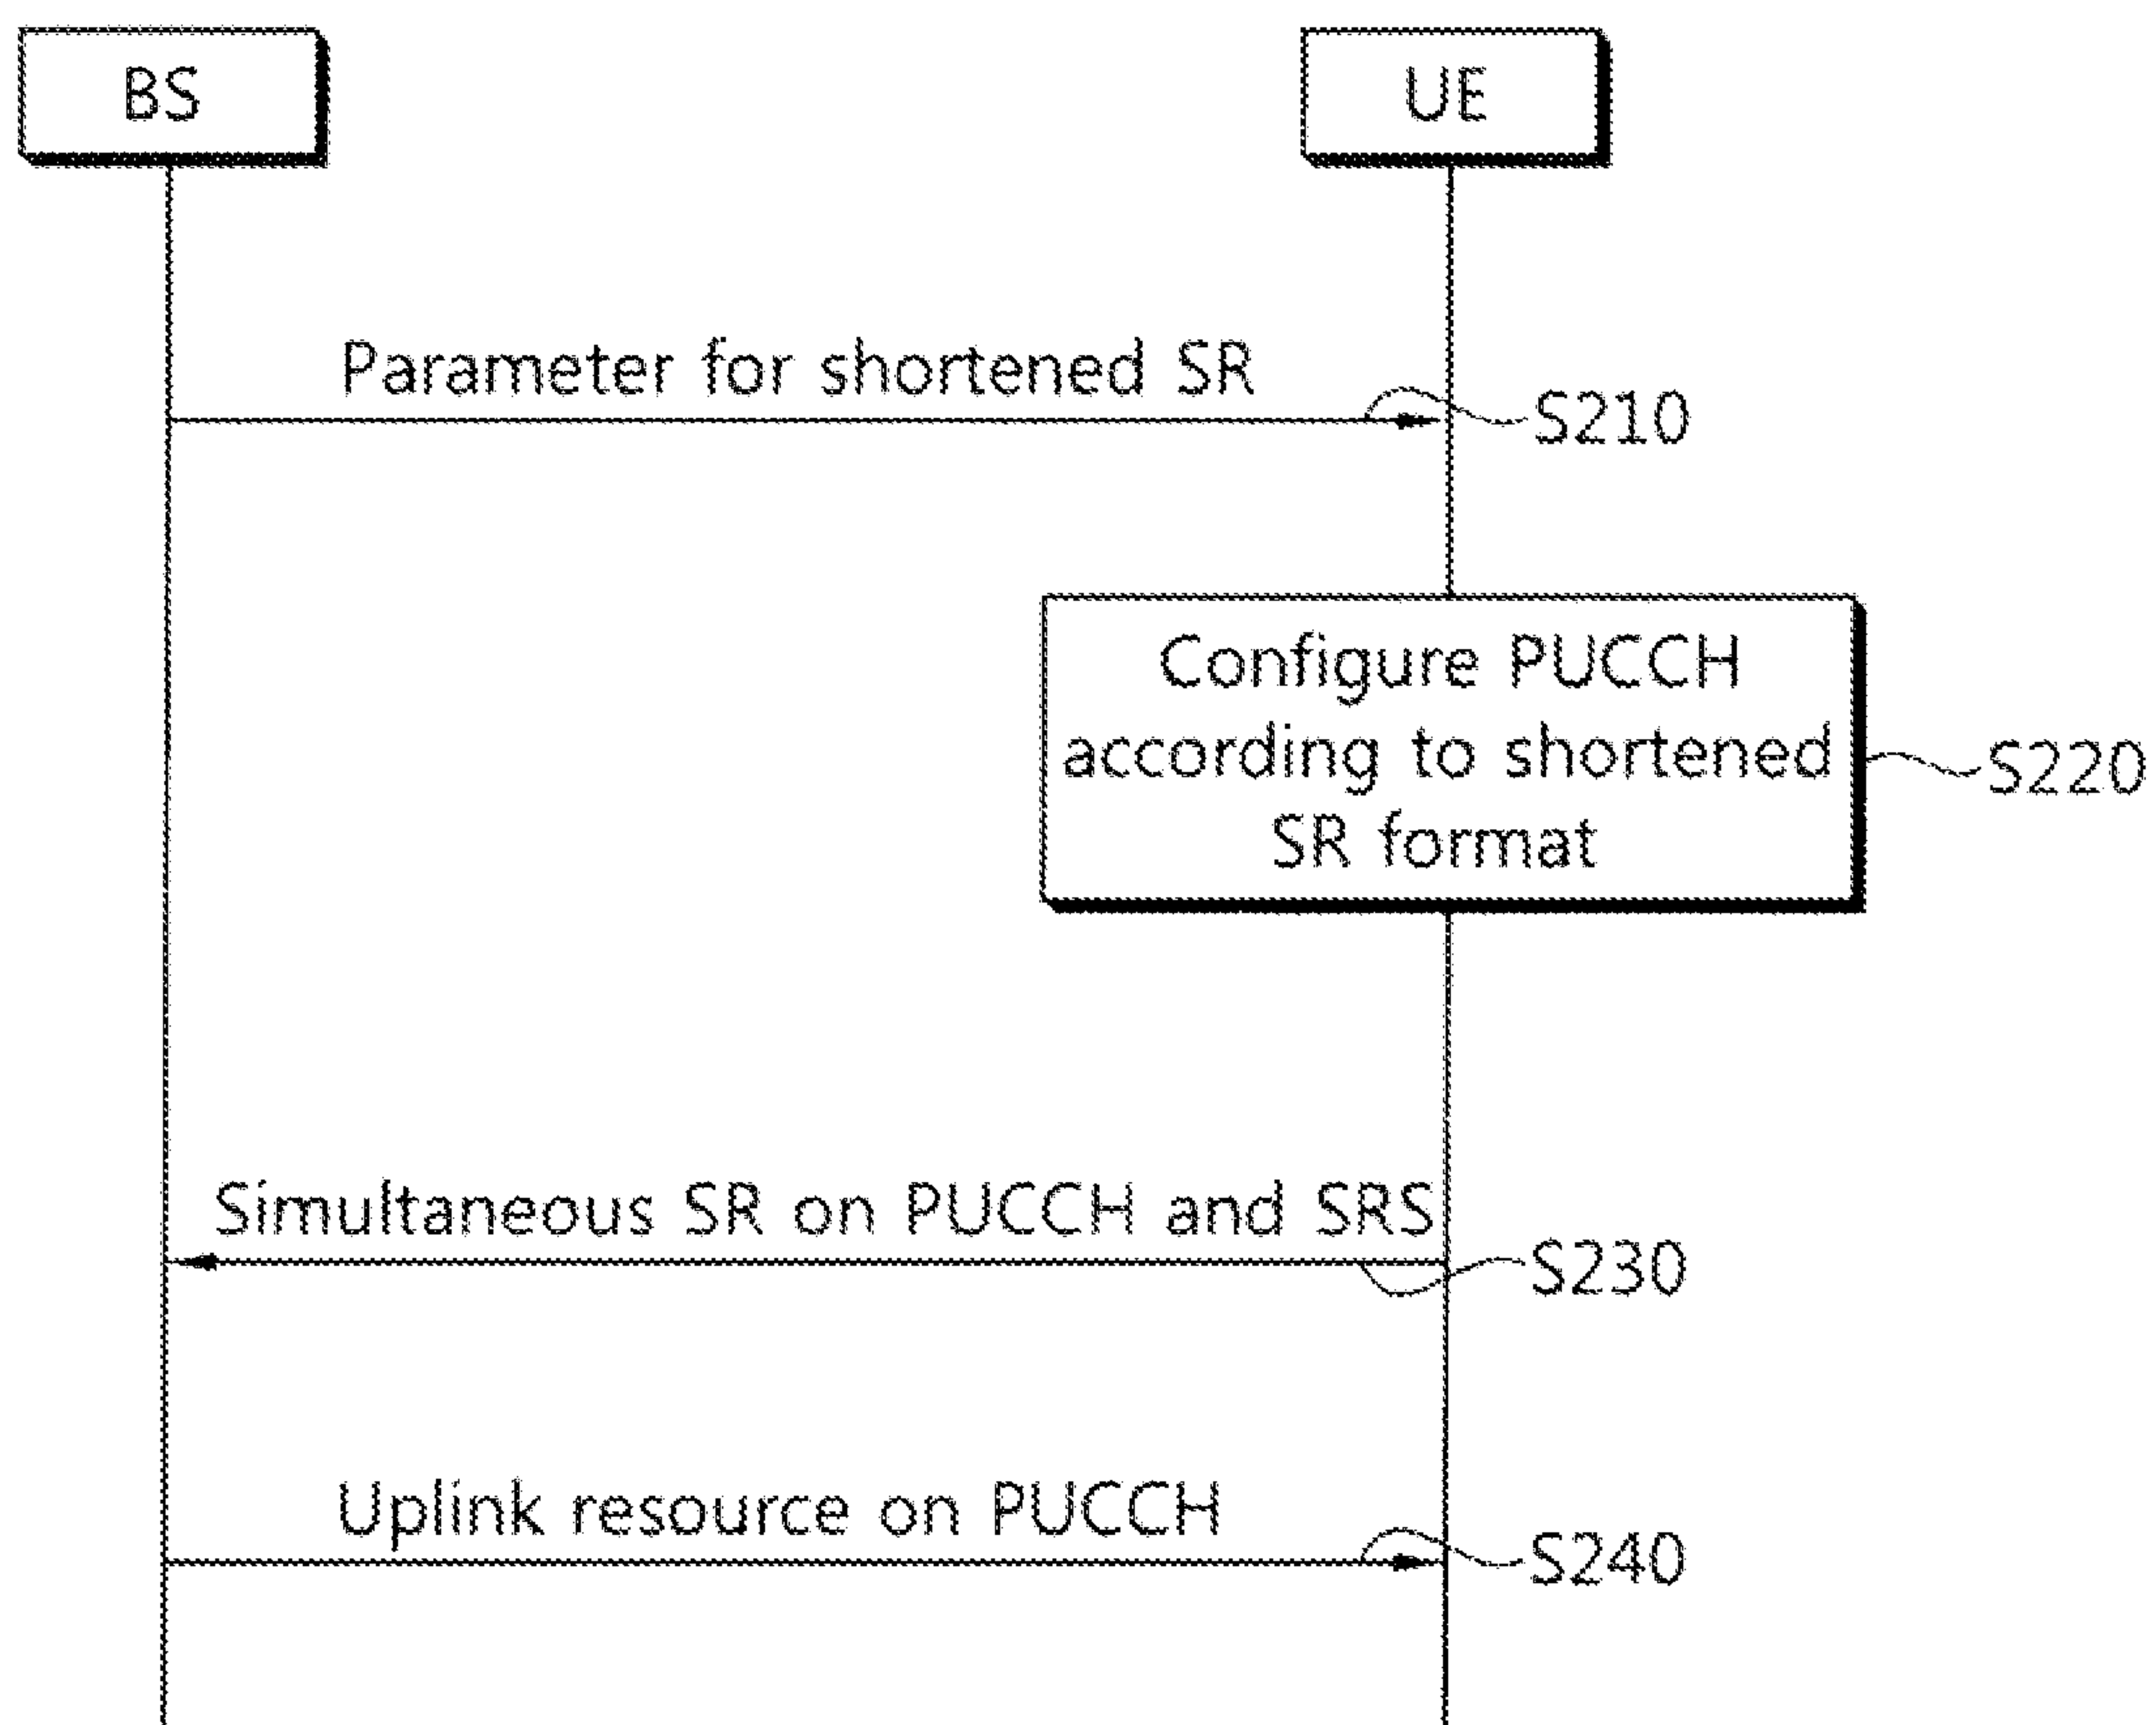 BS
UE
Parameter for shortened SR
S210
Configure PUCCH
according to shortened
SR format
S220
Simultaneous SR on PUCCH and SRS
S230
Uplink resource on PUCCH
S240